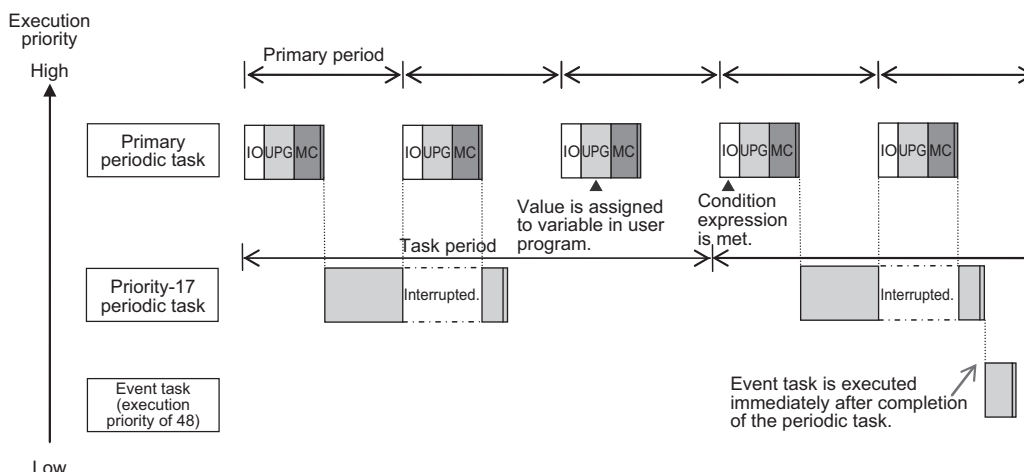 Execution
priority
High
Primary period
Primary
periodic task
IO UPG MC
IO UPG MC
IO UPG MC
IO UPG MC
IO UPG MC
Value is assigned
to variable in user
program.
Condition
expression
is met.
Task period
Priority-17
periodic task
Interrupted.
Interrupted.
Event task
(execution
priority of 48)
Event task is executed
immediately after completion
of the periodic task.
Low